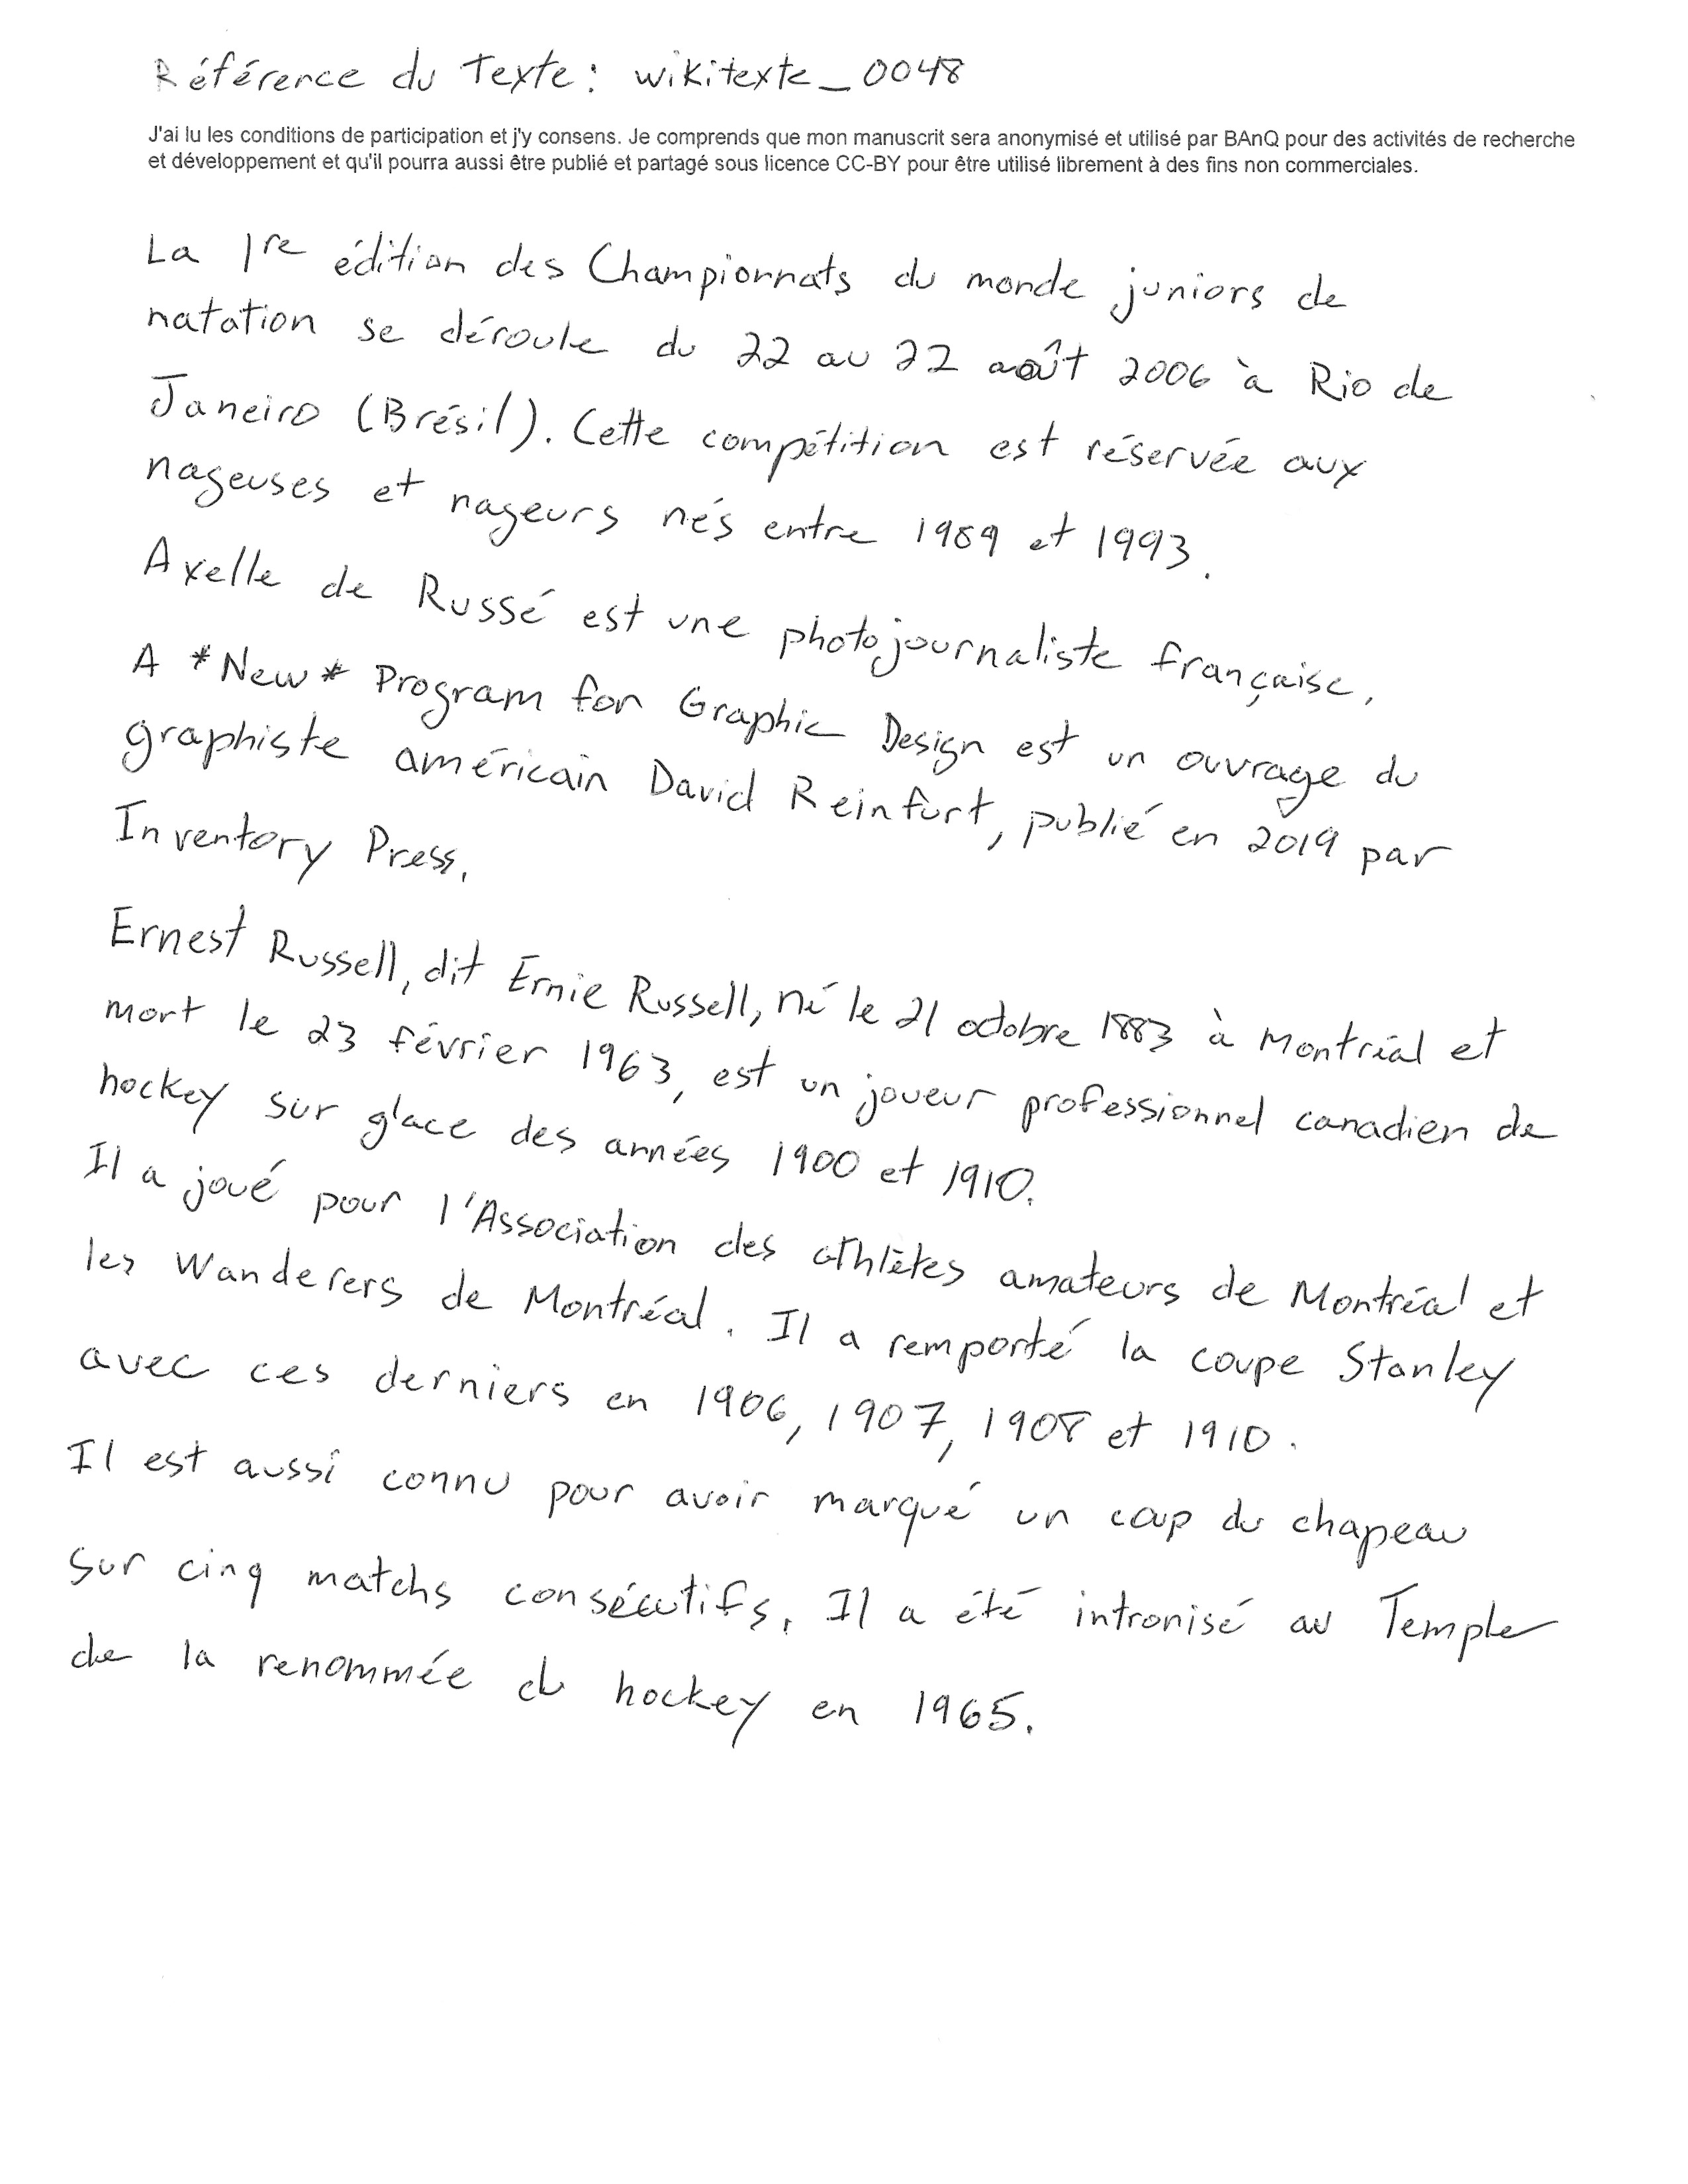 Référence du Texte : wikitexte_0048
J'ai lu les conditions de participation et j'y consens. Je comprends que mon manuscrit sera anonymisé et utilisé par BAnQ pour des activités de recherche
et développement et qu'il pourra aussi être publié et partagé sous licence CC-BY pour être utilisé librement à des fins non commerciales.
La 1re édition des Championnats du monde juniors de
natation se déroule du 22 au 22 août 2006 à Rio de
Janeiro (Brésil). Cette compétition est réservée aux
nageuses et nageurs nés entre 1989 et 1993.
Axelle de Russé est une photojournaliste française.
A *New* Program for Graphic Design est un ouvrage du
graphiste américain David Reinfurt, publié en 2019 par
Inventory Press.
Ernest Russell, dit Ernie Russell, né le 21 octobre 1883 à Montréal et
mort le 23 février 1963, est un joueur professionnel canadien de
hockey sur glace des années 1900 et 1910.
Il a joué pour l'Association des athlètes amateurs de Montréal et
les Wanderers de Montréal. Il a remporté la coupe Stanley
avec ces derniers en 1906, 1907, 1908 et 1910.
Il est aussi connu pour avoir marqué un coup du chapeau
sur cinq matchs consécutifs. Il a été intronisé au Temple
de la renommée du hockey en 1965.